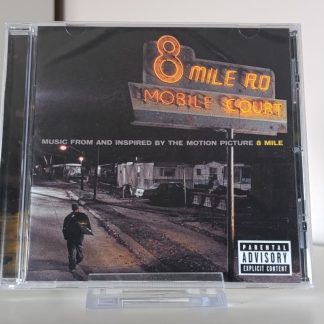 8 MILE RD
MOBILE COURT
MUSIC FROM AND INSPIRED BY THE MOTION PICTURE 8 MILE
PARENTAL
ADVISORY
EXPLICIT CONTENT